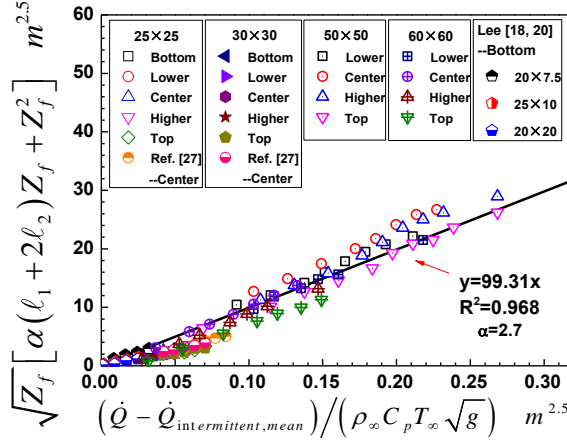 √Z_f [α(ℓ₁+2ℓ₂)Z_f + Z_f²] m^2.5
60
50
40
30
20
10
0
25×25
Bottom
Lower
Center
Higher
Top
Ref. [27]
--Center
30×30
Bottom
Lower
Center
Higher
Top
Ref. [27]
--Center
50×50
Lower
Center
Higher
Top
60×60
Lower
Center
Higher
Top
Lee [18, 20]
--Bottom
20×7.5
25×10
20×20
y=99.31x
R²=0.968
α=2.7
0.00 0.05 0.10 0.15 0.20 0.25 0.30
(Q̇ − Q̇_intermittent,mean)/(ρ_∞ C_p T_∞ √g) m^2.5